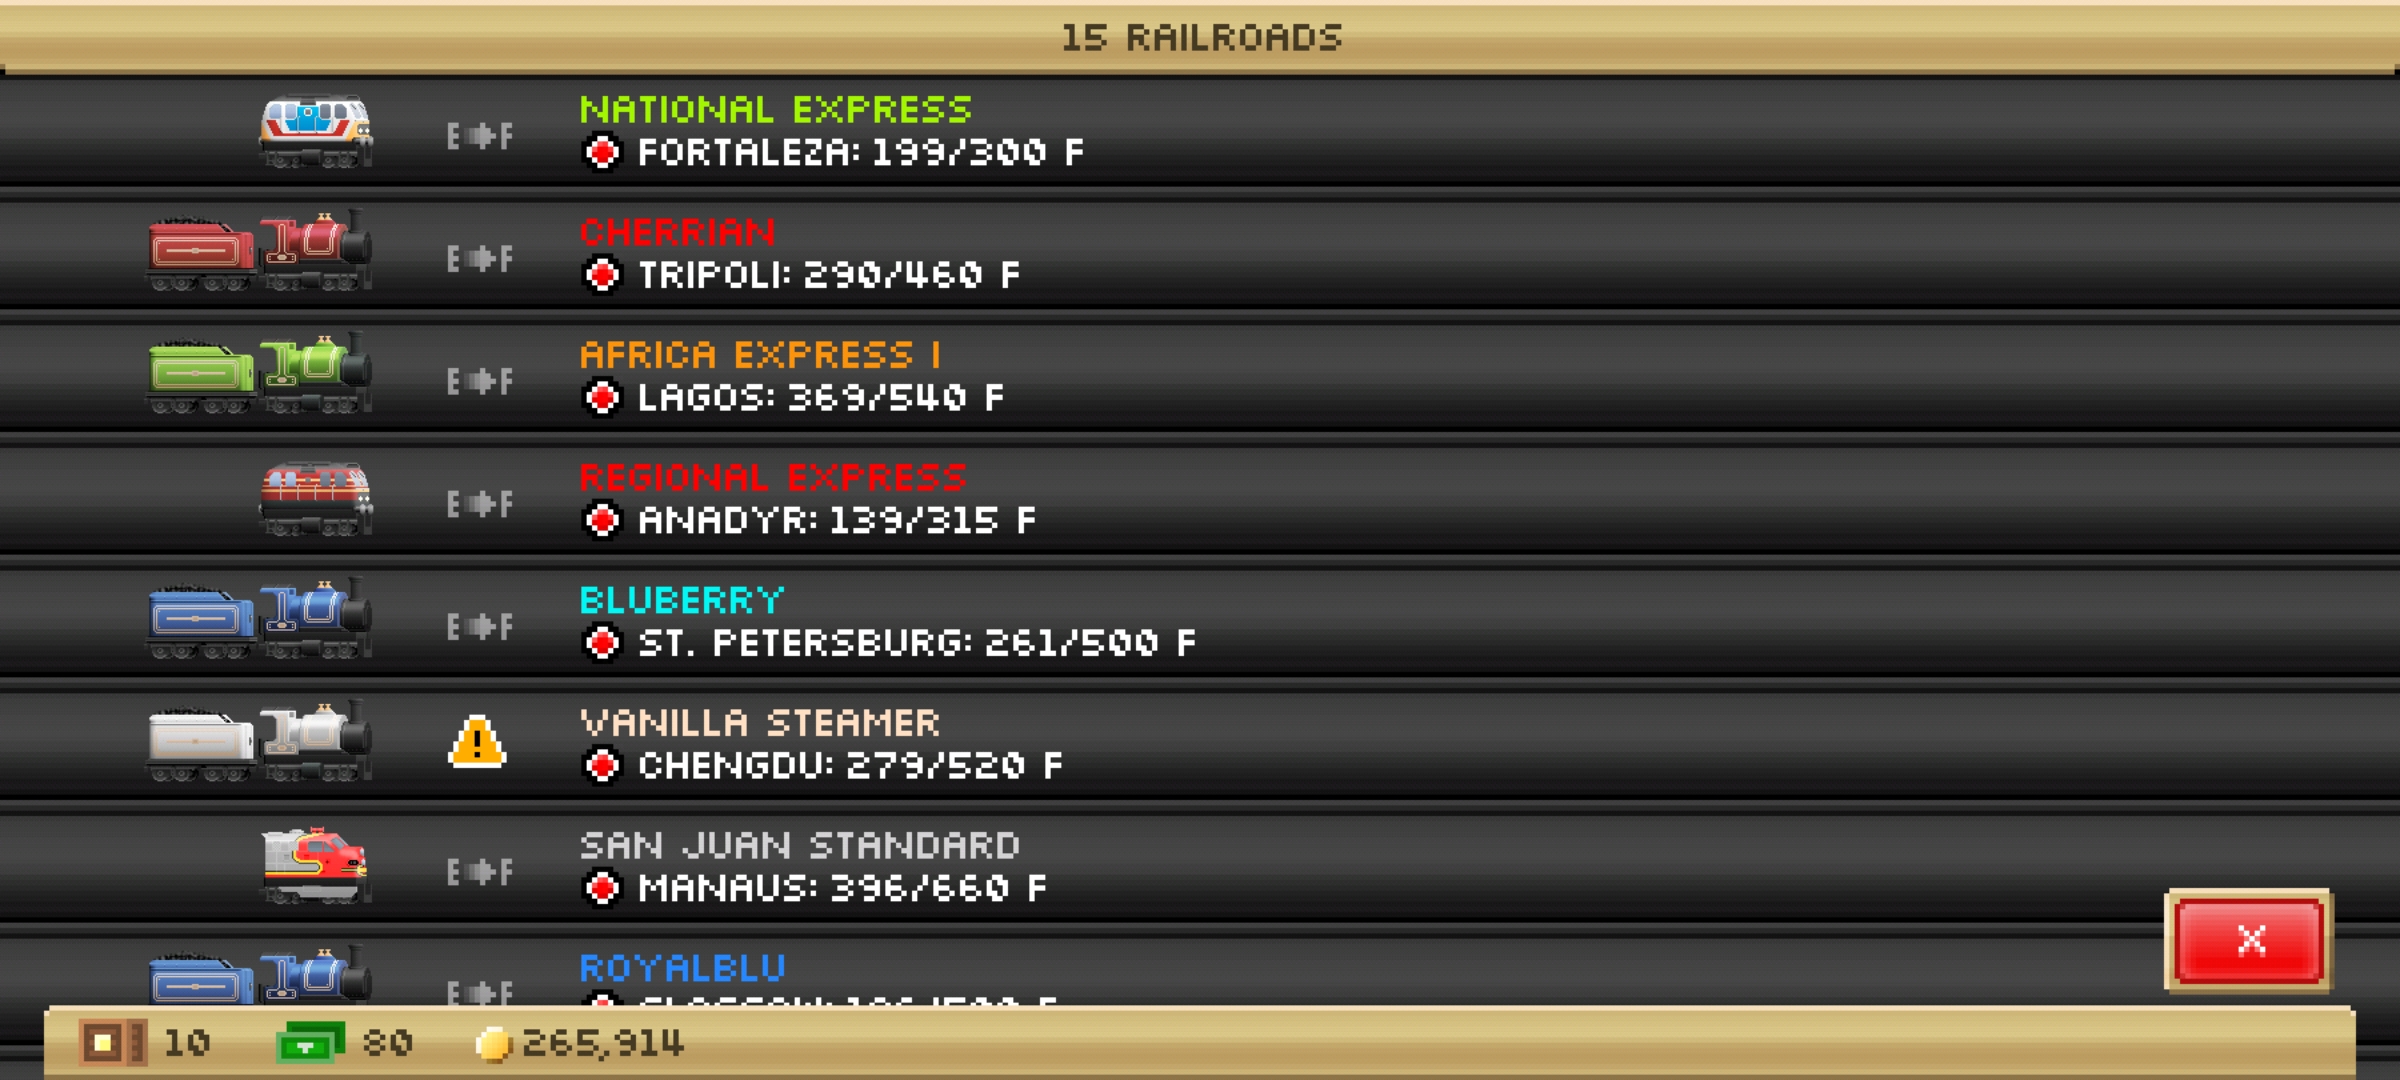 15 RAILROADS
E F
NATIONAL EXPRESS
FORTALEZA: 199/300 F
E F
CHERRIAN
TRIPOLI: 290/460 F
E F
AFRICA EXPRESS I
LAGOS: 369/540 F
E F
REGIONAL EXPRESS
ANADYR: 139/315 F
E F
BLUBERRY
ST. PETERSBURG: 261/500 F
!
VANILLA STEAMER
CHENGDU: 279/520 F
E F
SAN JUAN STANDARD
MANAUS: 396/660 F
X
E F
ROYALBLU
10 80 265,914